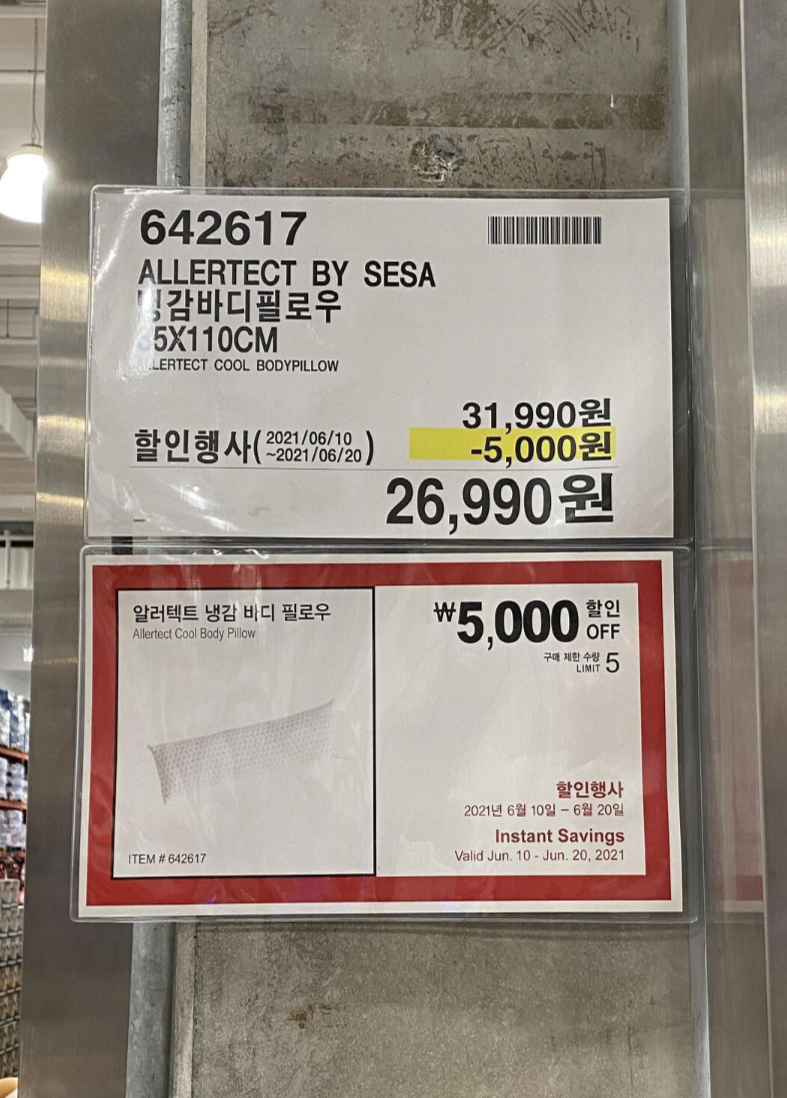 642617
ALLERTECT BY SESA
냉감바디필로우
5X110CM
ALLERTECT COOL BODYPILLOW
31,990원
할인행사(2021/06/10 ~2021/06/20)
-5,000원
26,990원
알러텍트 냉감 바디 필로우
Allertect Cool Body Pillow
₩5,000 할인 OFF
구매 제한 수량
LIMIT 5
할인행사
2021년 6월 10일 – 6월 20일
Instant Savings
Valid Jun. 10 - Jun. 20, 2021
ITEM # 642617